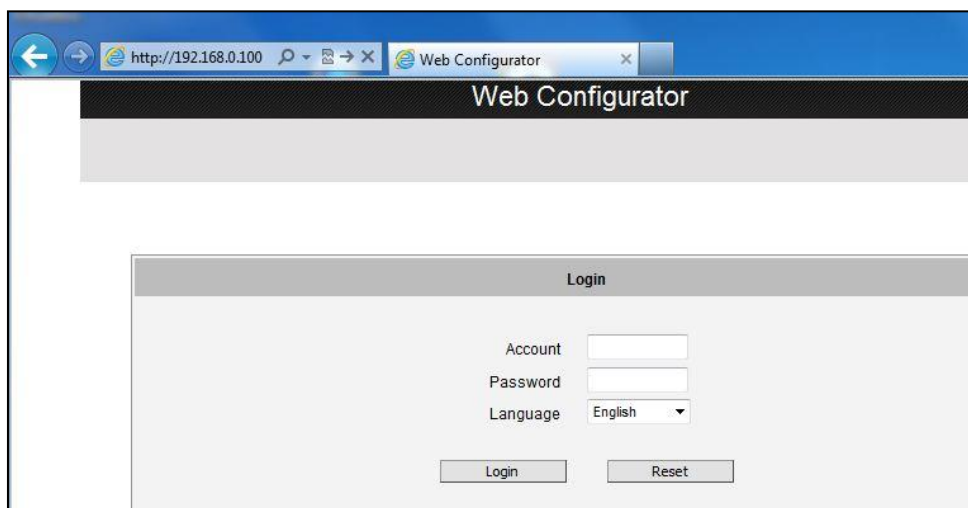 http://192.168.0.100 Web Configurator
Web Configurator
Login
Account
Password
Language English
Login Reset